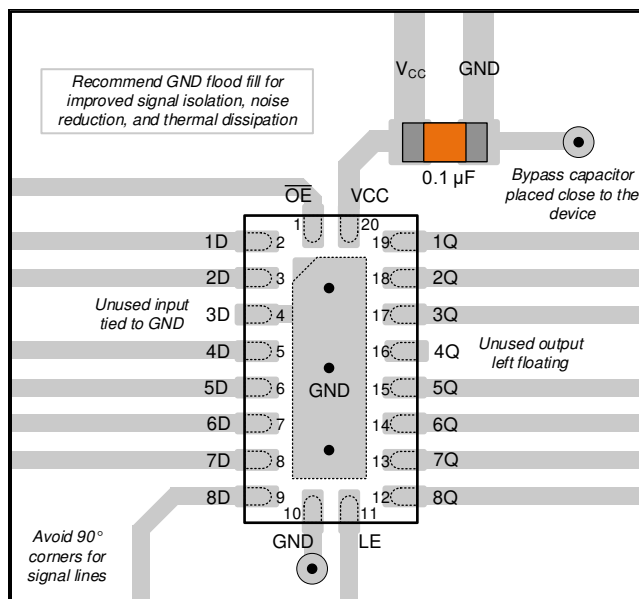 V_CC GND
Recommend GND flood fill for
improved signal isolation, noise
reduction, and thermal dissipation
0.1 µF
Bypass capacitor
placed close to the
device
O̅E̅ VCC
1 20
1D 2 19 1Q
2D 3 18 2Q
Unused input
tied to GND
3D 4 17 3Q
4D 5 16 4Q
Unused output
left floating
5D 6 GND 15 5Q
6D 7 14 6Q
7D 8 13 7Q
8D 9 12 8Q
10 11
GND LE
Avoid 90°
corners for
signal lines